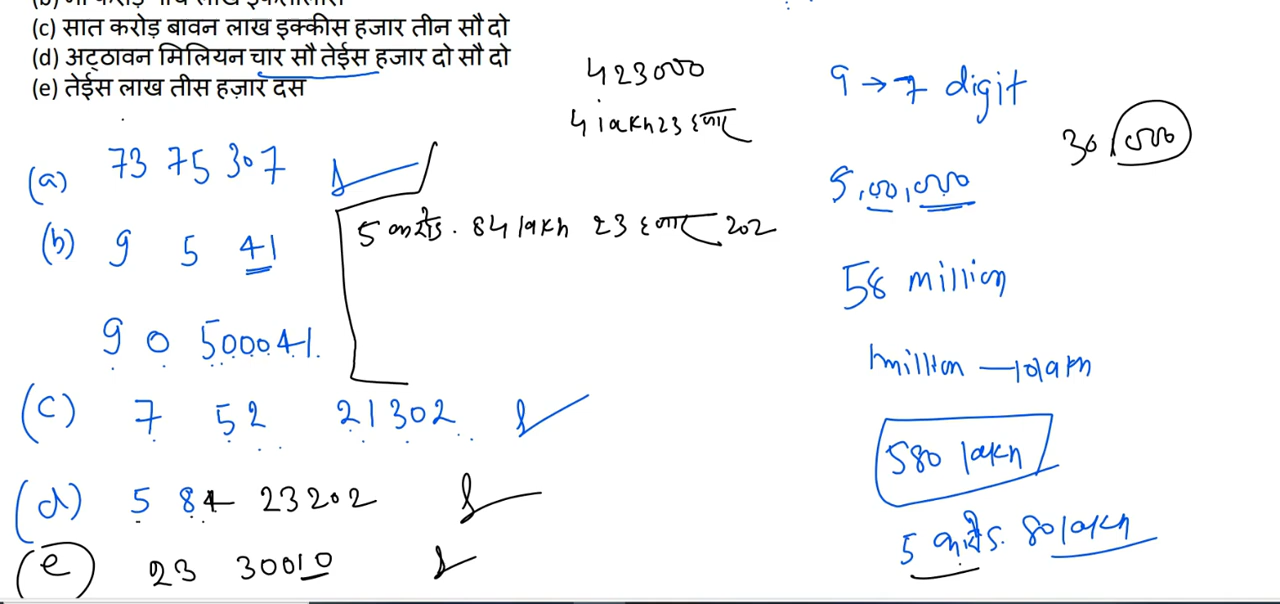 (c) सात करोड़ बावन लाख इक्कीस हजार तीन सौ दो
(d) अट्ठावन मिलियन चार सौ तेईस हजार दो सौ दो
(e) तेईस लाख तीस हज़ार दस
423000
4 lakh 23 हजार
9 → 7 digit
30,000
5,00,000
(a) 73 75 307
(b) 9 5 41
5 करोड़. 84 lakh 23 हजार 202
58 million
9 0 500041.
1 million — 10 lakh
(c) 7 52 21302
580 lakh
(d) 5 84 23202
5 करोड़. 80 lakh
(e) 23 30010